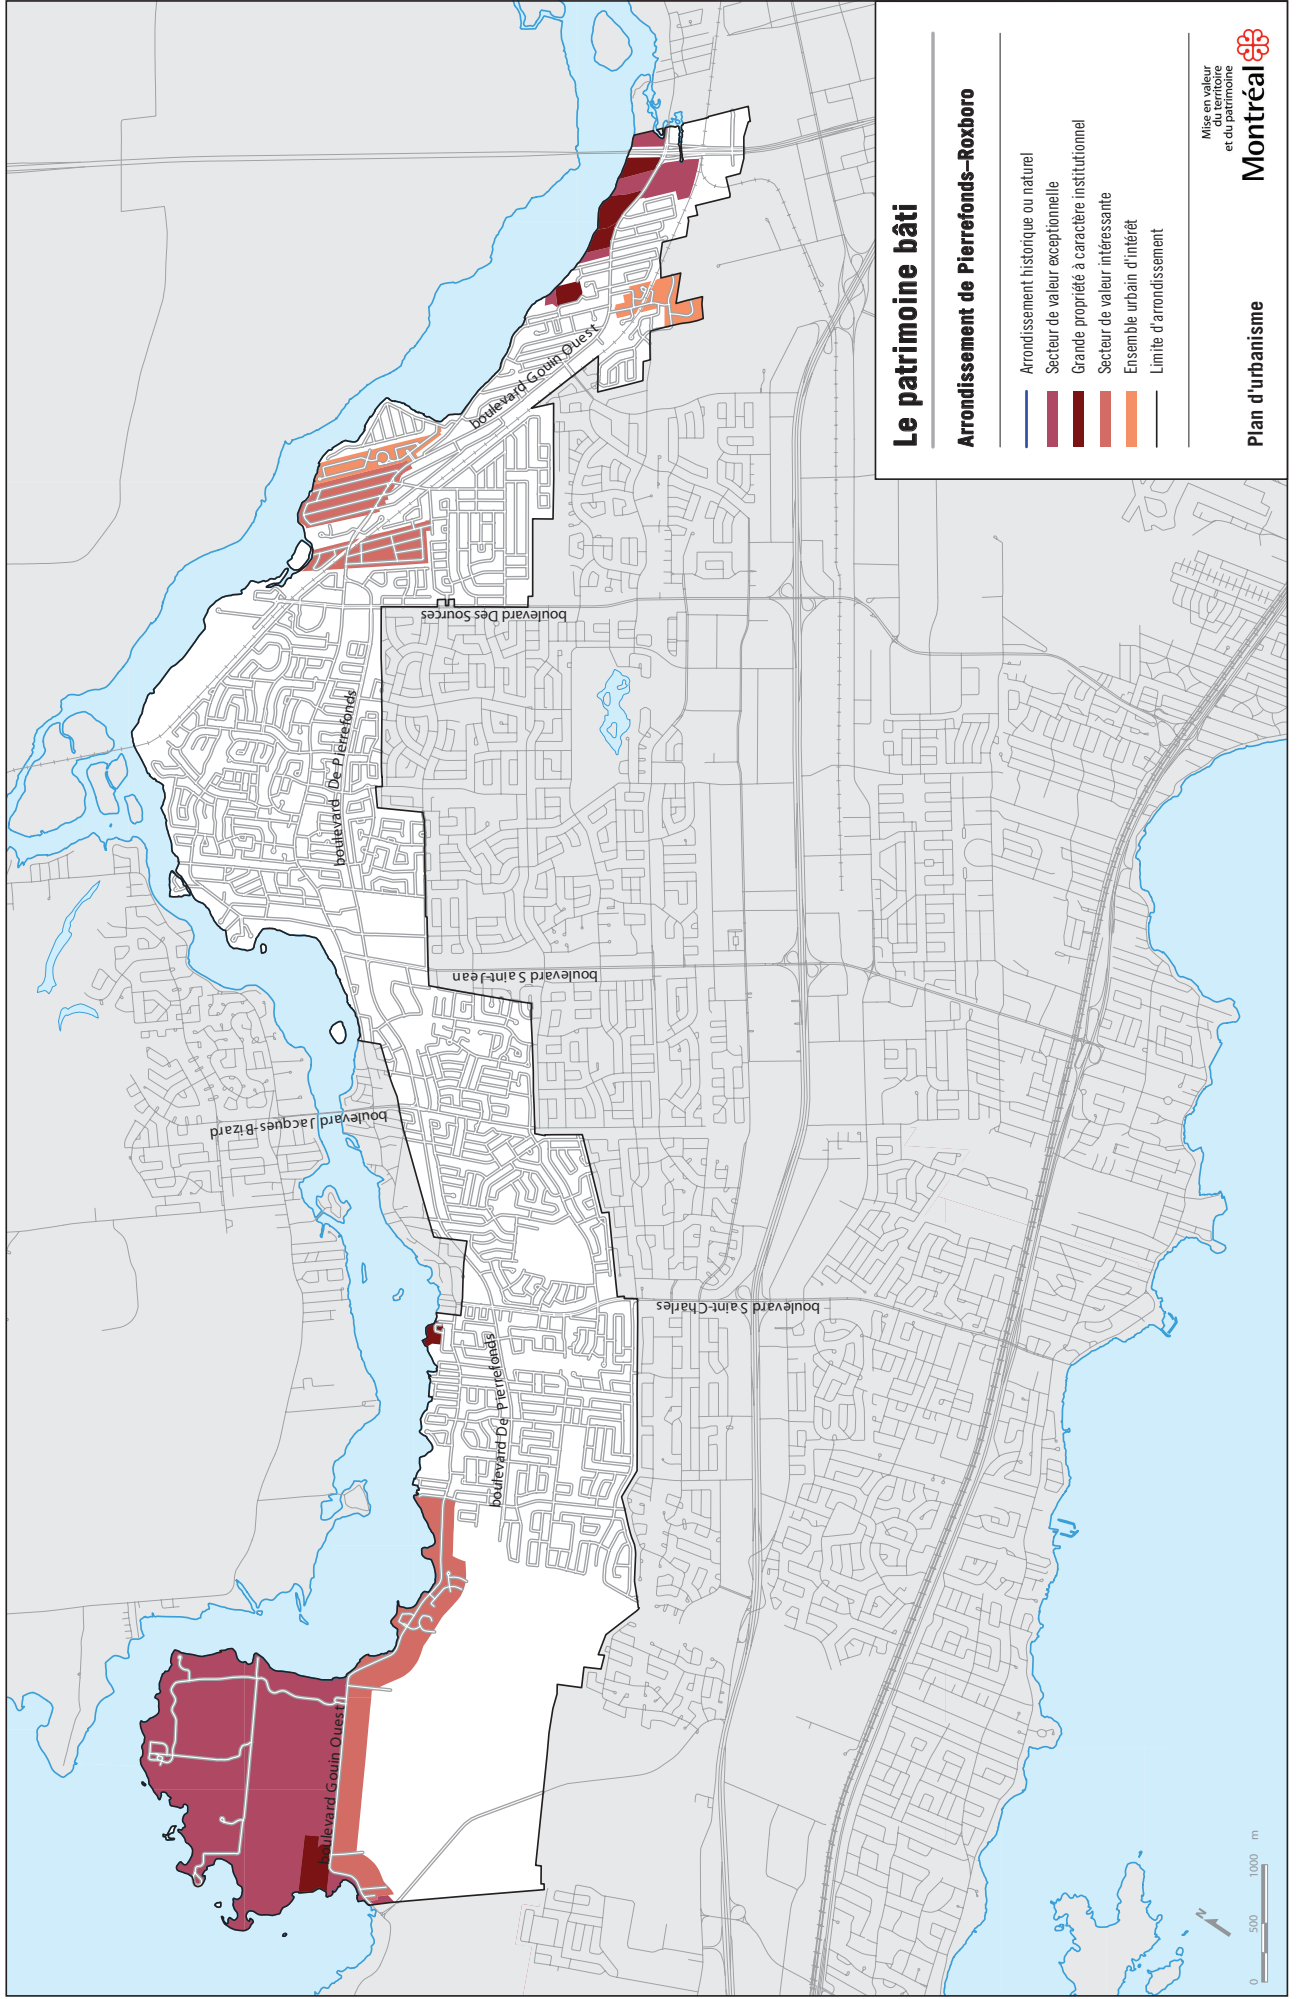 Le patrimoine bâti
Arrondissement de Pierrefonds–Roxboro
Arrondissement historique ou naturel
Secteur de valeur exceptionnelle
Grande propriété à caractère institutionnel
Secteur de valeur intéressante
Ensemble urbain d'intérêt
Limite d'arrondissement
Plan d'urbanisme
Mise en valeur
du territoire
et du patrimoine
Montréal
boulevard Gouin Ouest
boulevard De Pierrefonds
boulevard Saint-Charles
boulevard Jacques-Bizard
boulevard Saint-Jean
boulevard De Pierrefonds
boulevard Des Sources
boulevard Gouin Ouest
N
0 500 1000 m